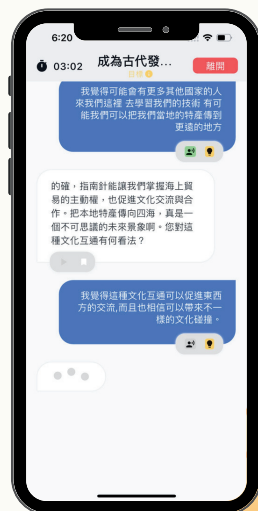 6:20
03:02
成為古代發...
目標
離開
我覺得可能會有更多其他國家的人
來我們這裡 去學習我們的技術 有可
能我們可以把我們當地的特產傳到
更遠的地方
的確，指南針能讓我們掌握海上貿
易的主動權，也促進文化交流與合
作。把本地特產傳向四海，真是一
個不可思議的未來景象啊。您對這
種文化互通有何看法？
我覺得這種文化互通可以促進東西
方的交流,而且也相信可以帶來不一
樣的文化碰撞。